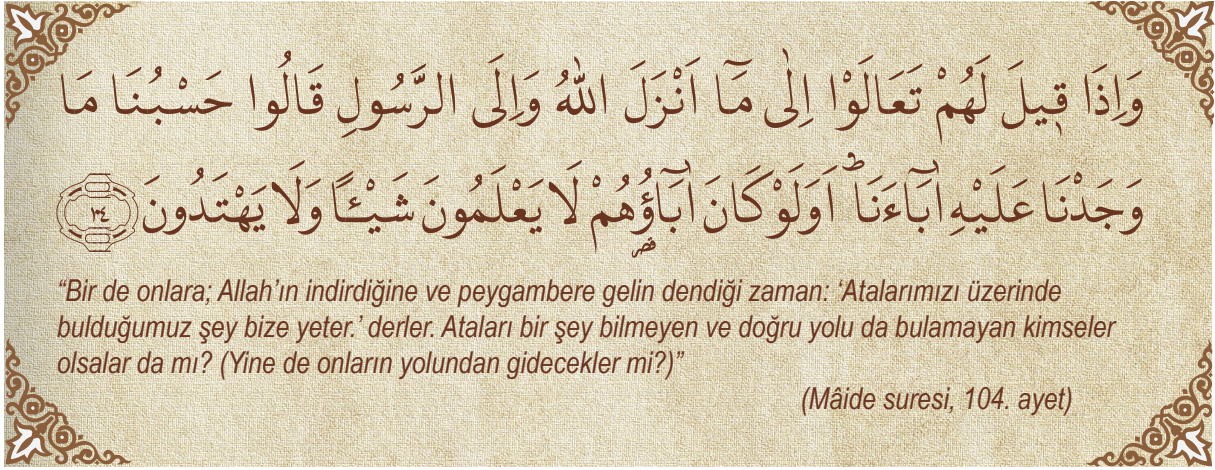 وَاِذَا قٖيلَ لَهُمْ تَعَالَوْا اِلٰى مَٓا اَنْزَلَ اللّٰهُ وَاِلَى الرَّسُولِ قَالُوا حَسْبُنَا مَا
وَجَدْنَا عَلَيْهِ اٰبَٓاءَنَاؕ اَوَلَوْ كَانَ اٰبَٓاؤُ۬هُمْ لَا يَعْلَمُونَ شَيْـًٔا وَلَا يَهْتَدُونَ
“Bir de onlara; Allah’ın indirdiğine ve peygambere gelin dendiği zaman: ‘Atalarımızı üzerinde
bulduğumuz şey bize yeter.’ derler. Ataları bir şey bilmeyen ve doğru yolu da bulamayan kimseler
olsalar da mı? (Yine de onların yolundan gidecekler mi?)”
(Mâide suresi, 104. ayet)